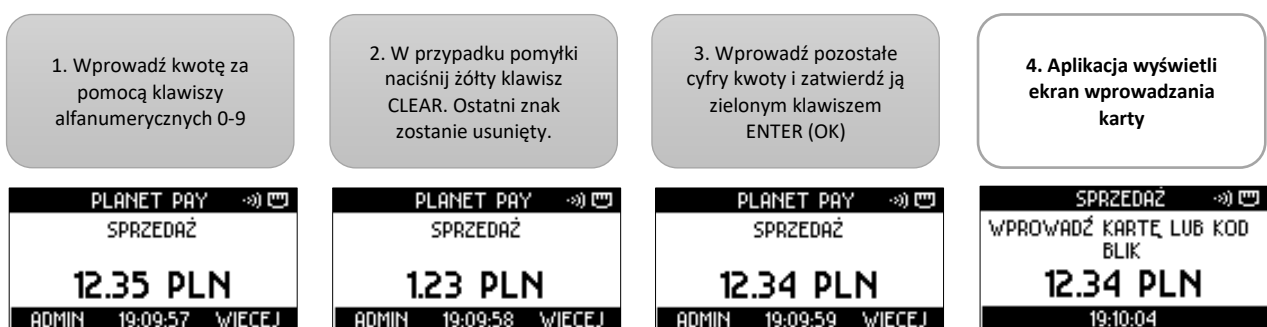 1. Wprowadź kwotę za
pomocą klawiszy
alfanumerycznych 0-9
2. W przypadku pomyłki
naciśnij żółty klawisz
CLEAR. Ostatni znak
zostanie usunięty.
3. Wprowadź pozostałe
cyfry kwoty i zatwierdź ją
zielonym klawiszem
ENTER (OK)
4. Aplikacja wyświetli
ekran wprowadzania
karty
PLANET PAY
SPRZEDAŻ
12.35 PLN
ADMIN 19:09:57 WIĘCEJ
PLANET PAY
SPRZEDAŻ
1.23 PLN
ADMIN 19:09:58 WIĘCEJ
PLANET PAY
SPRZEDAŻ
12.34 PLN
ADMIN 19:09:59 WIĘCEJ
SPRZEDAŻ
WPROWADŹ KARTĘ LUB KOD
BLIK
12.34 PLN
19:10:04